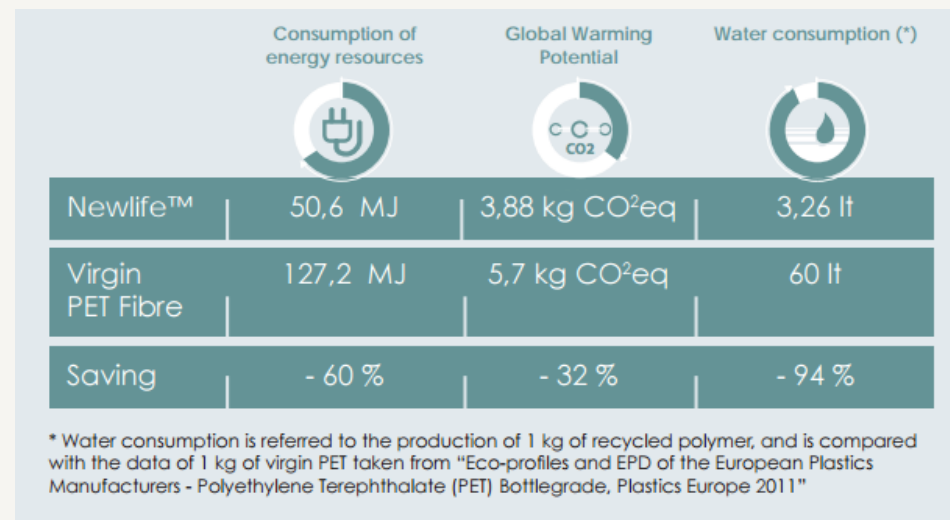 Consumption of energy resources
Global Warming Potential
Water consumption (*)
CO2
Newlife™ 50,6 MJ 3,88 kg CO²eq 3,26 lt
Virgin PET Fibre 127,2 MJ 5,7 kg CO²eq 60 lt
Saving - 60 % - 32 % - 94 %
* Water consumption is referred to the production of 1 kg of recycled polymer, and is compared
with the data of 1 kg of virgin PET taken from “Eco-profiles and EPD of the European Plastics
Manufacturers - Polyethylene Terephthalate (PET) Bottlegrade, Plastics Europe 2011”